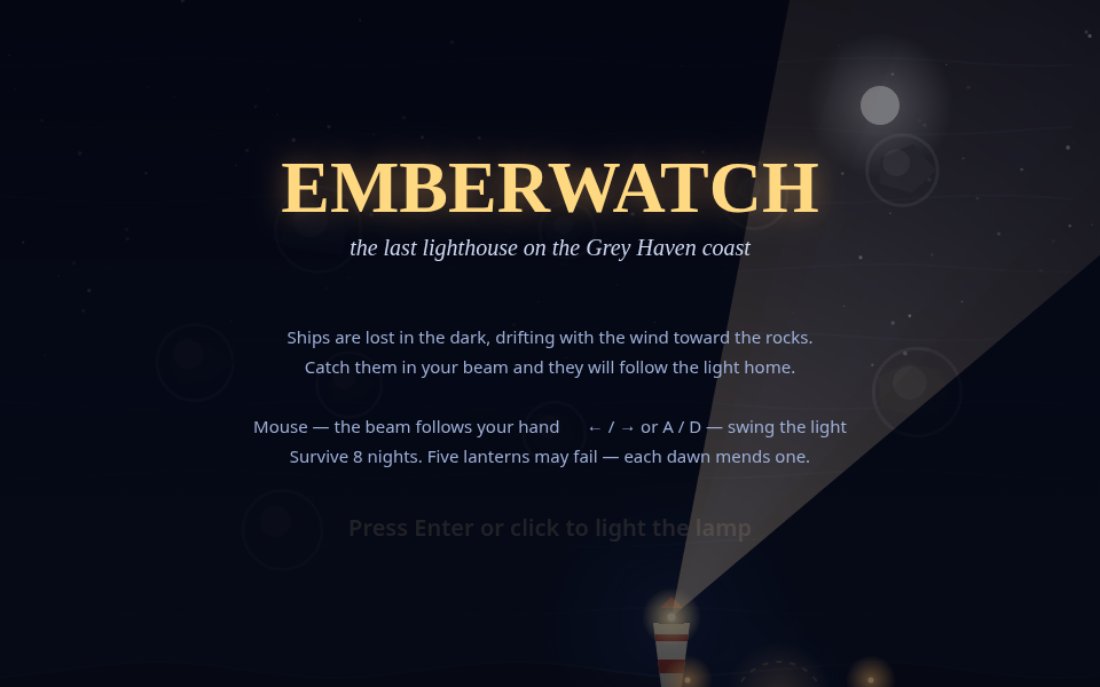 EMBERWATCH
the last lighthouse on the Grey Haven coast
Ships are lost in the dark, drifting with the wind toward the rocks.
Catch them in your beam and they will follow the light home.
Mouse — the beam follows your hand ← / → or A / D — swing the light
Survive 8 nights. Five lanterns may fail — each dawn mends one.
Press Enter or click to light the lamp